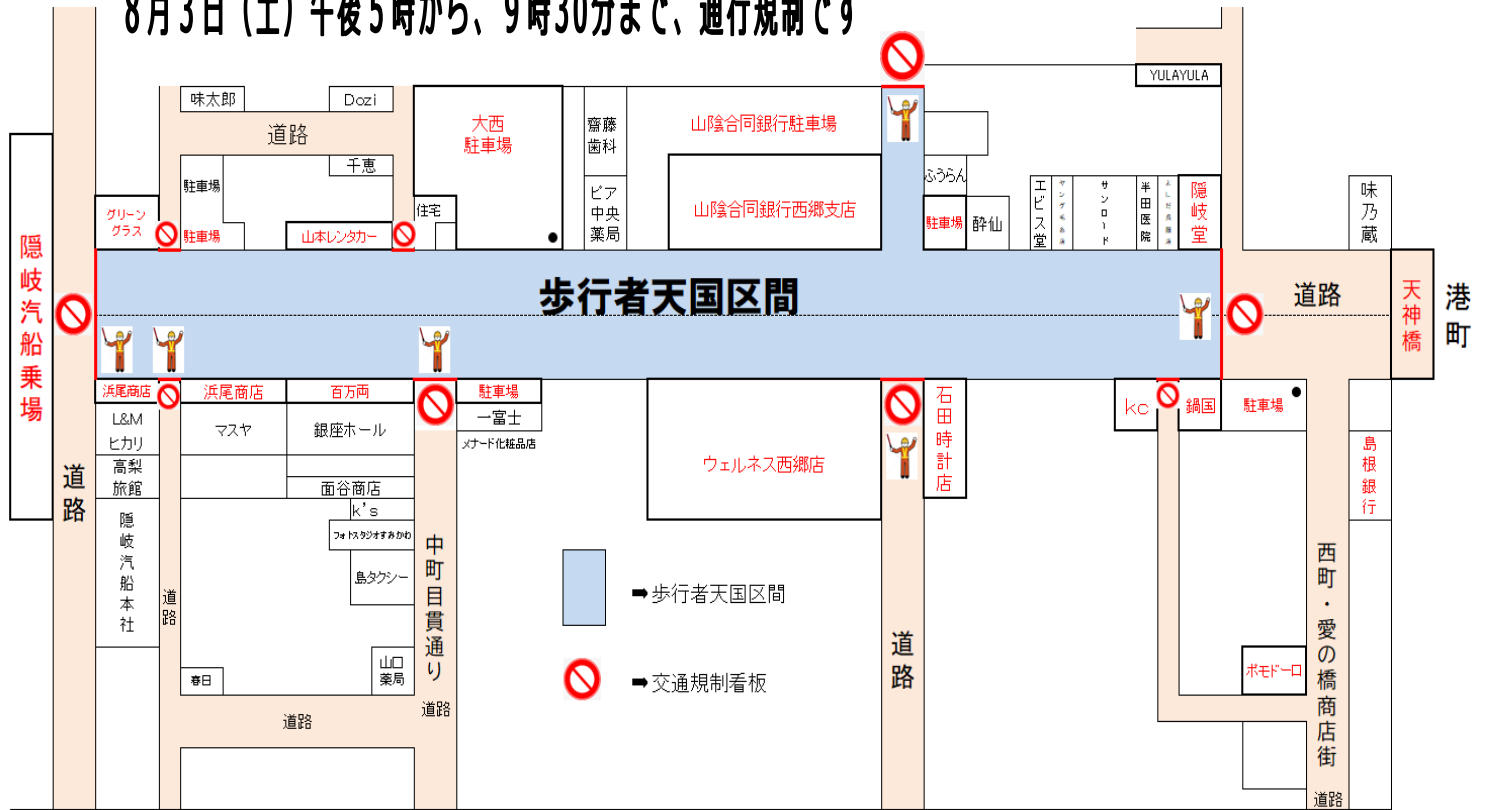 8月3日（土）午後5時から、9時30分まで、通行規制です
YULAYULA
味太郎
Dozi
道路
大西
駐車場
齋藤
歯科
山陰合同銀行駐車場
千恵
駐車場
ピア
中央
薬局
山陰合同銀行西郷支店
ふうらん
駐車場
酔仙
エビス堂
サンロード
半田医院
隠岐堂
味乃蔵
グリーン
グラス
駐車場
山本レンタカー
住宅
隠岐汽船乗場
歩行者天国区間
道路
天神橋
港町
浜尾商店
浜尾商店
百万両
駐車場
石田時計店
kc
鍋国
駐車場
L&M
ヒカリ
マスヤ
銀座ホール
一富士
メナード化粧品店
高梨
旅館
面谷商店
ウェルネス西郷店
島根銀行
道路
k's
フォトスタジオすみかわ
隠岐汽船本社
島タクシー
中町目貫通り
➡歩行者天国区間
道路
道路
西町・愛の橋商店街
春日
山口
薬局
➡交通規制看板
ポモドーロ
道路
道路
道路